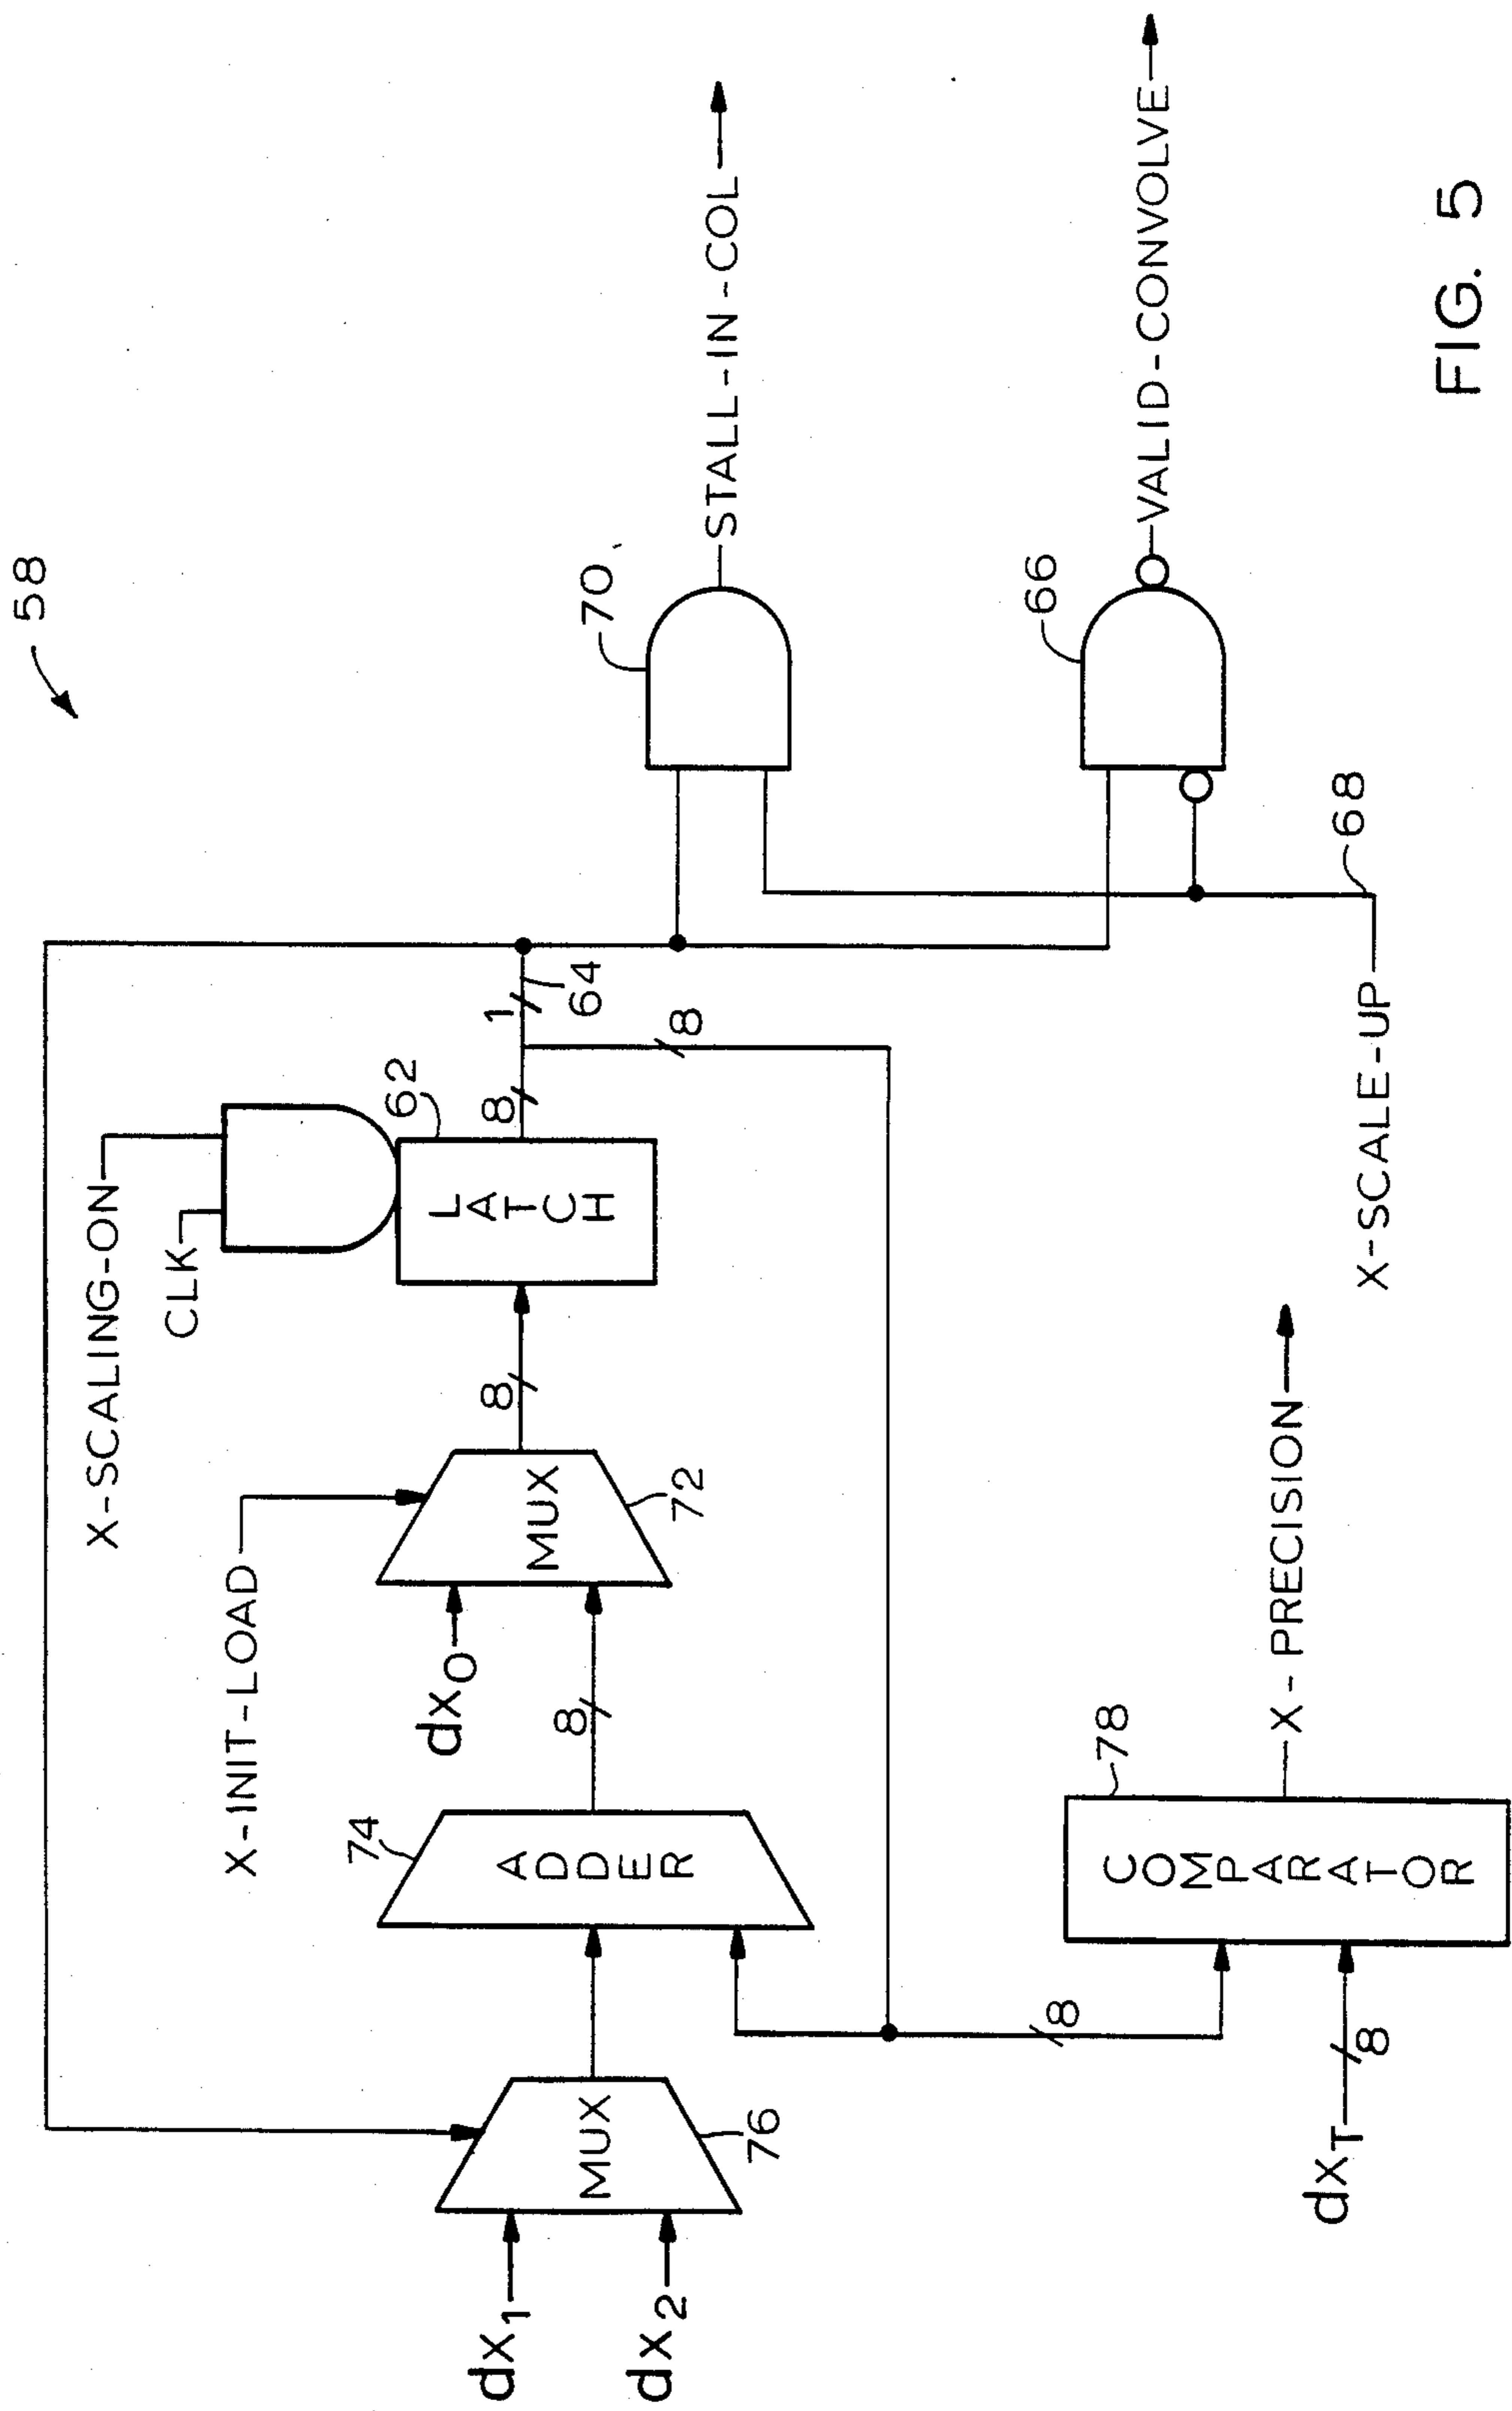 58
X-SCALING-ON
CLK
X-INIT-LOAD
62
LATCH
8
1
64
8
70
STALL-IN-COL
66
VALID-CONVOLVE
68
X-SCALE-UP
dx1
dx2
MUX
76
74
ADDER
8
dx0
MUX
72
8
8
dxT
8
78
COMPARATOR
X-PRECISION
FIG. 5